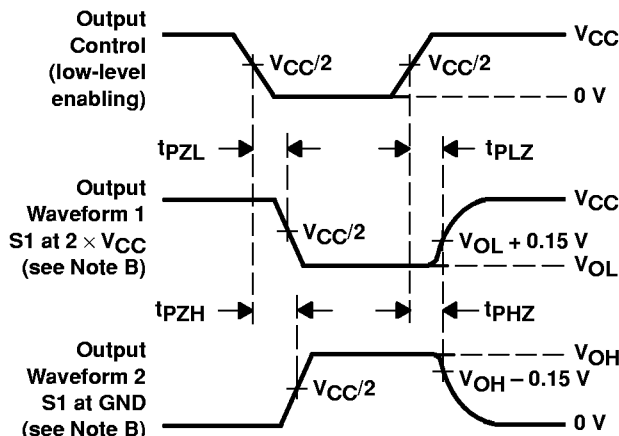 Output
Control
(low-level
enabling)
VCC/2
VCC/2
VCC
0 V
tPZL
tPLZ
Output
Waveform 1
S1 at 2 × VCC
(see Note B)
VCC/2
VCC
VOL + 0.15 V
VOL
tPZH
tPHZ
Output
Waveform 2
S1 at GND
(see Note B)
VCC/2
VOH
VOH − 0.15 V
0 V